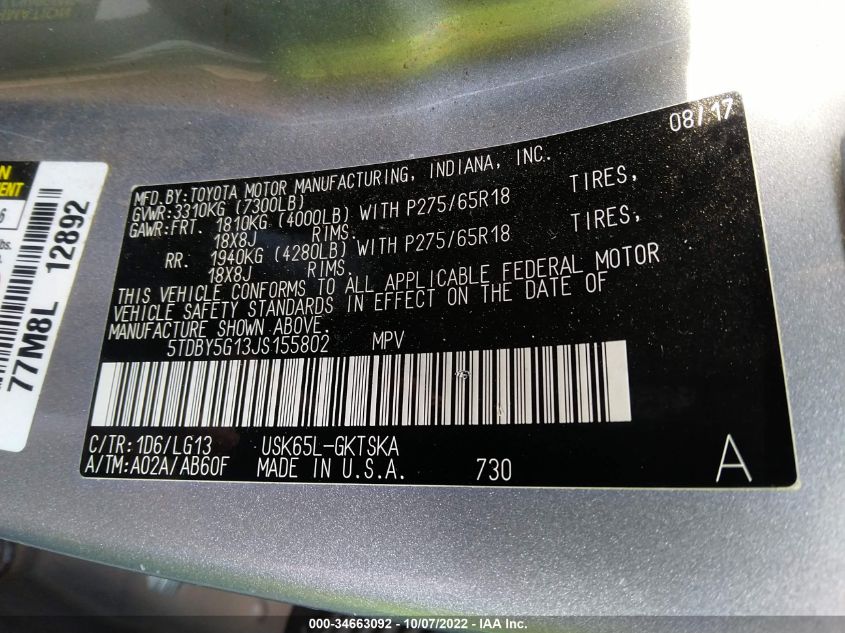 08/17
MFD.BY:TOYOTA MOTOR MANUFACTURING, INDIANA, INC.
GVWR:3310KG (7300LB)
GAWR:FRT. 1810KG (4000LB) WITH P275/65R18 TIRES,
18X8J RIMS.
RR. 1940KG (4280LB) WITH P275/65R18 TIRES,
18X8J RIMS.
THIS VEHICLE CONFORMS TO ALL APPLICABLE FEDERAL MOTOR
VEHICLE SAFETY STANDARDS IN EFFECT ON THE DATE OF
MANUFACTURE SHOWN ABOVE.
5TDBY5G13JS155802 MPV
C/TR:1D6/LG13 USK65L-GKTSKA
A/TM:A02A/AB60F MADE IN U.S.A. 730 A
77M8L 12892
000-34663092 - 10/07/2022 - IAA Inc.